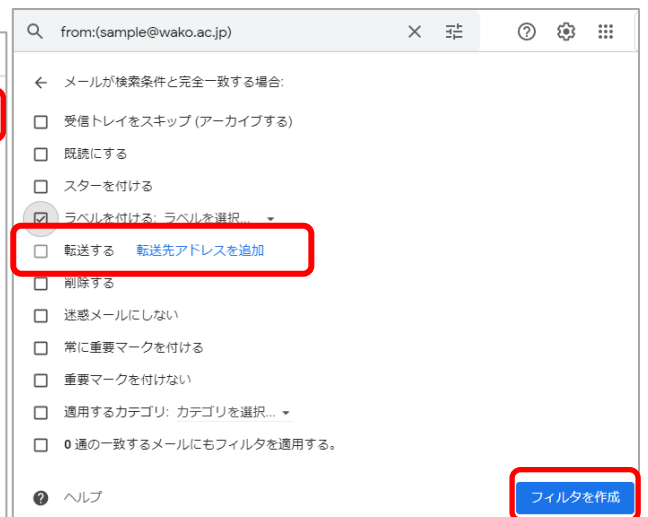 from:(sample@wako.ac.jp)
メールが検索条件と完全一致する場合:
受信トレイをスキップ (アーカイブする)
既読にする
スターを付ける
ラベルを付ける: ラベルを選択...
転送する 転送先アドレスを追加
削除する
迷惑メールにしない
常に重要マークを付ける
重要マークを付けない
適用するカテゴリ: カテゴリを選択...
0 通の一致するメールにもフィルタを適用する。
ヘルプ フィルタを作成